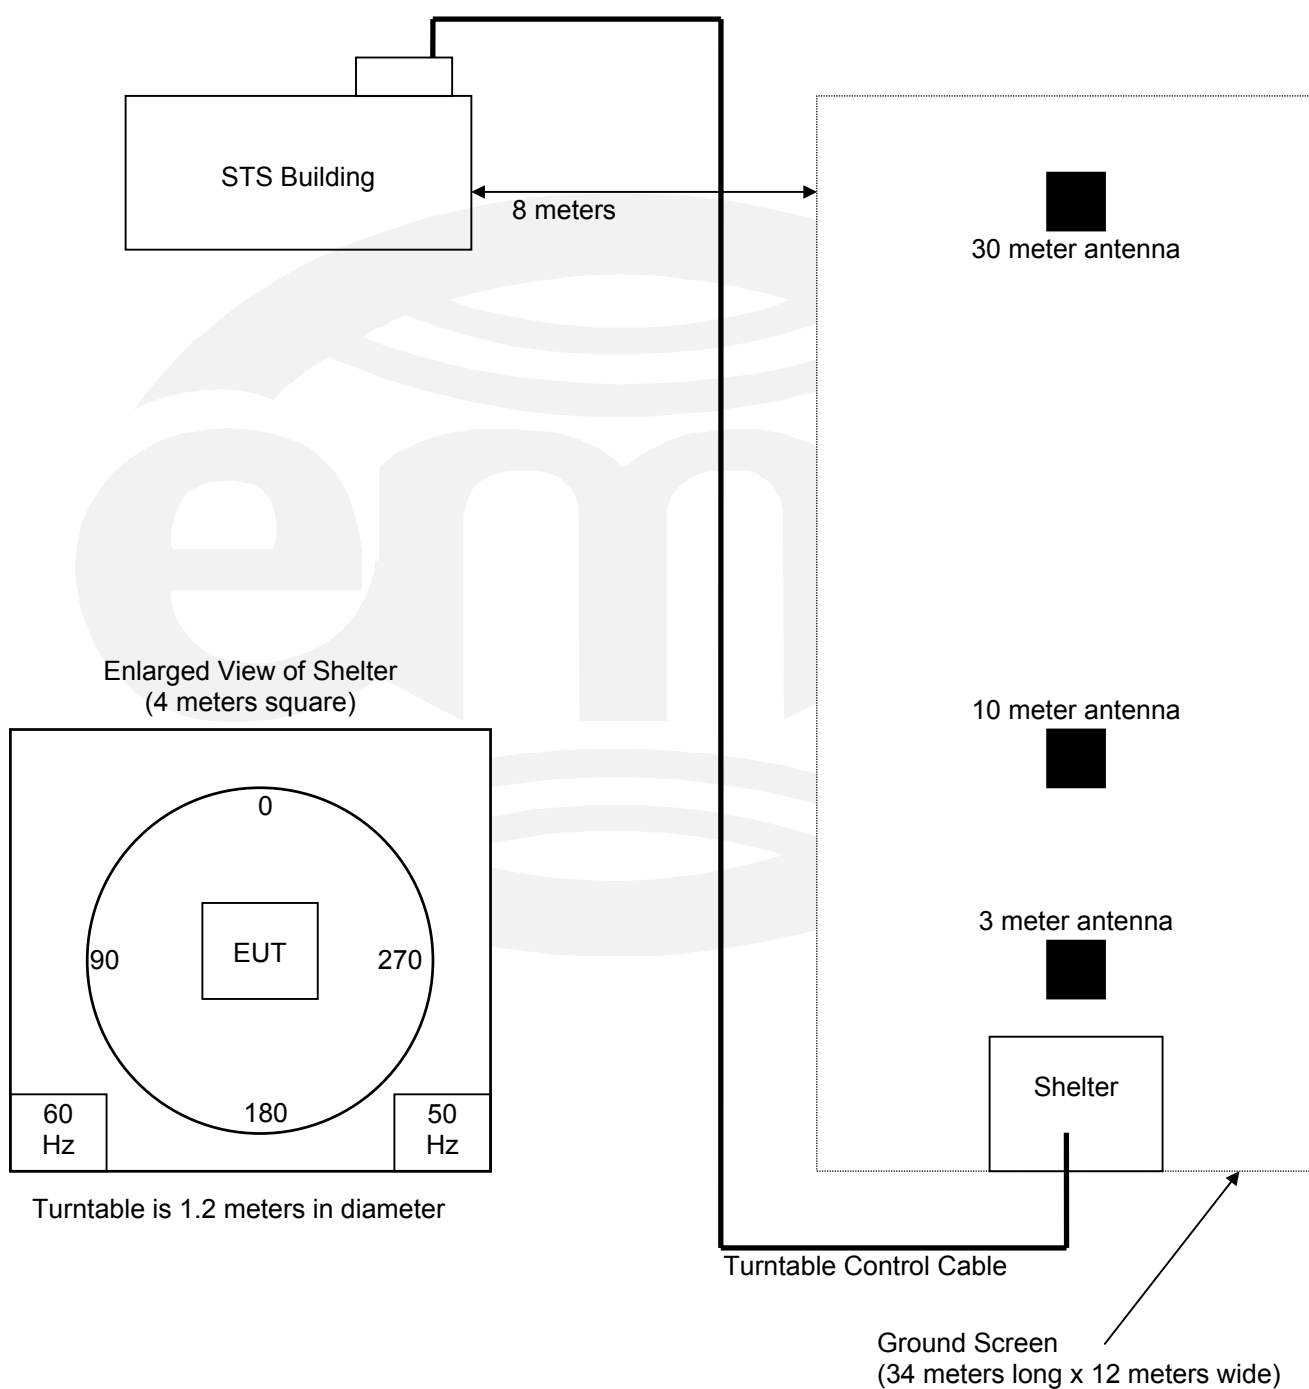 STS Building
8 meters
30 meter antenna
Enlarged View of Shelter
(4 meters square)
10 meter antenna
0
3 meter antenna
90
EUT
270
Shelter
60
Hz
180
50
Hz
Turntable is 1.2 meters in diameter
Turntable Control Cable
Ground Screen
(34 meters long x 12 meters wide)
em